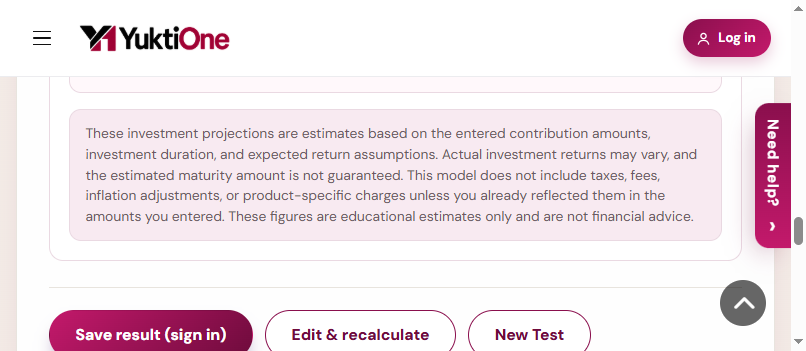 YuktiOne
Log in
These investment projections are estimates based on the entered contribution amounts,
investment duration, and expected return assumptions. Actual investment returns may vary, and
the estimated maturity amount is not guaranteed. This model does not include taxes, fees,
inflation adjustments, or product-specific charges unless you already reflected them in the
amounts you entered. These figures are educational estimates only and are not financial advice.
Need help? ›
Save result (sign in)
Edit & recalculate
New Test